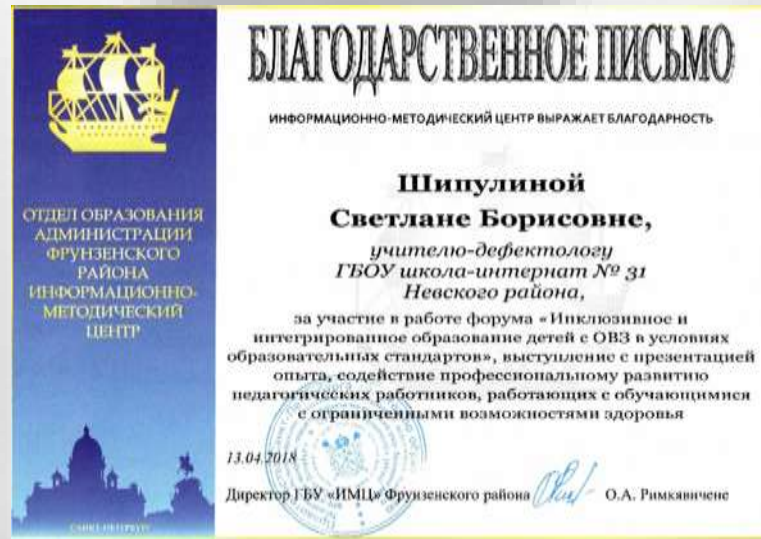 ОТДЕЛ ОБРАЗОВАНИЯ
АДМИНИСТРАЦИИ
ФРУНЗЕНСКОГО
РАЙОНА
ИНФОРМАЦИОННО-
МЕТОДИЧЕСКИЙ
ЦЕНТР
САНКТ-ПЕТЕРБУРГ
БЛАГОДАРСТВЕННОЕ ПИСЬМО
ИНФОРМАЦИОННО-МЕТОДИЧЕСКИЙ ЦЕНТР ВЫРАЖАЕТ БЛАГОДАРНОСТЬ
Шипулиной
Светлане Борисовне,
учителю-дефектологу
ГБОУ школа-интернат № 31
Невского района,
за участие в работе форума «Инклюзивное и
интегрированное образование детей с ОВЗ в условиях
образовательных стандартов», выступление с презентацией
опыта, содействие профессиональному развитию
педагогических работников, работающих с обучающимися
с ограниченными возможностями здоровья
13.04.2018
Директор ГБУ «ИМЦ» Фрунзенского района О.А. Римкявичене